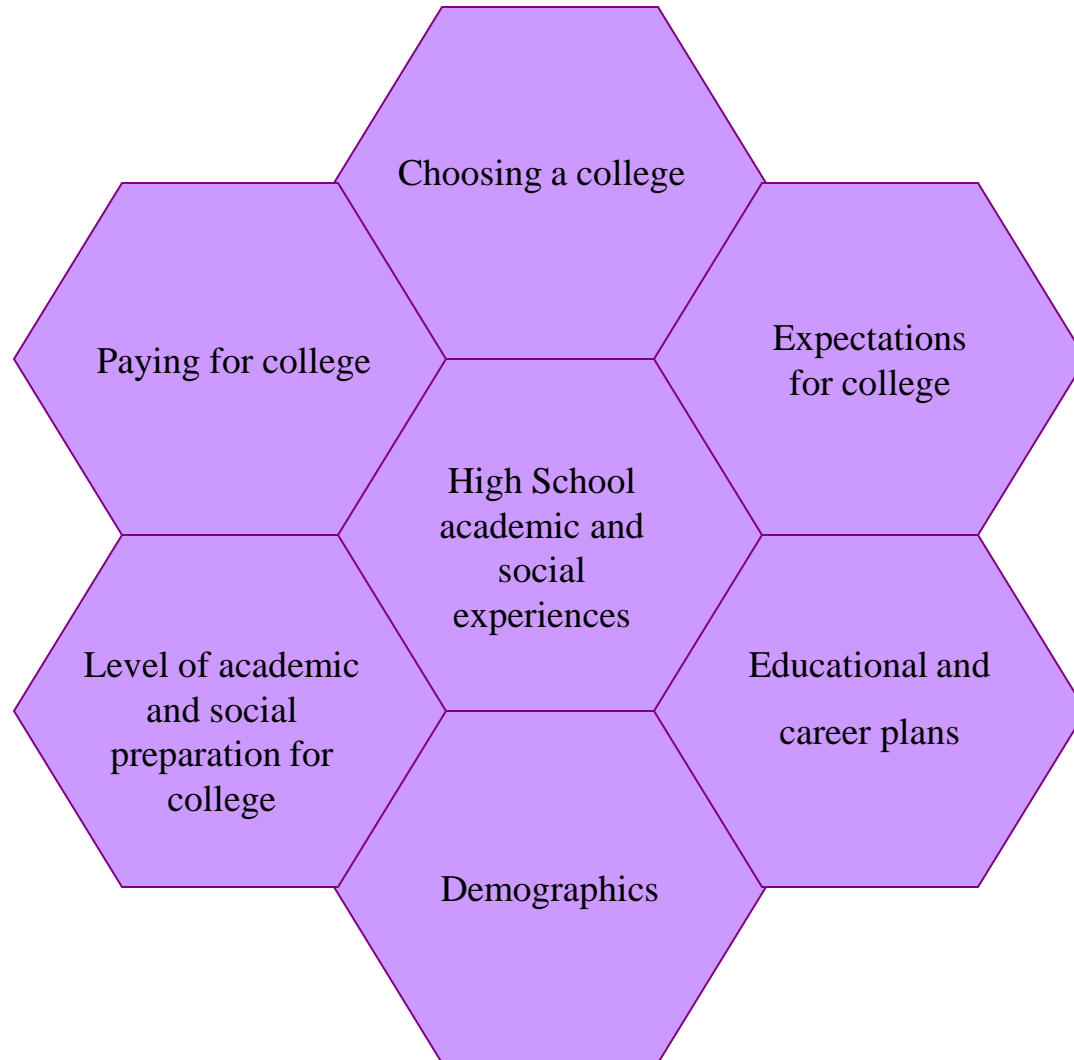 Choosing a college
Paying for college
Expectations
for college
High School
academic and
social
experiences
Level of academic
and social
preparation for
college
Educational and
career plans
Demographics